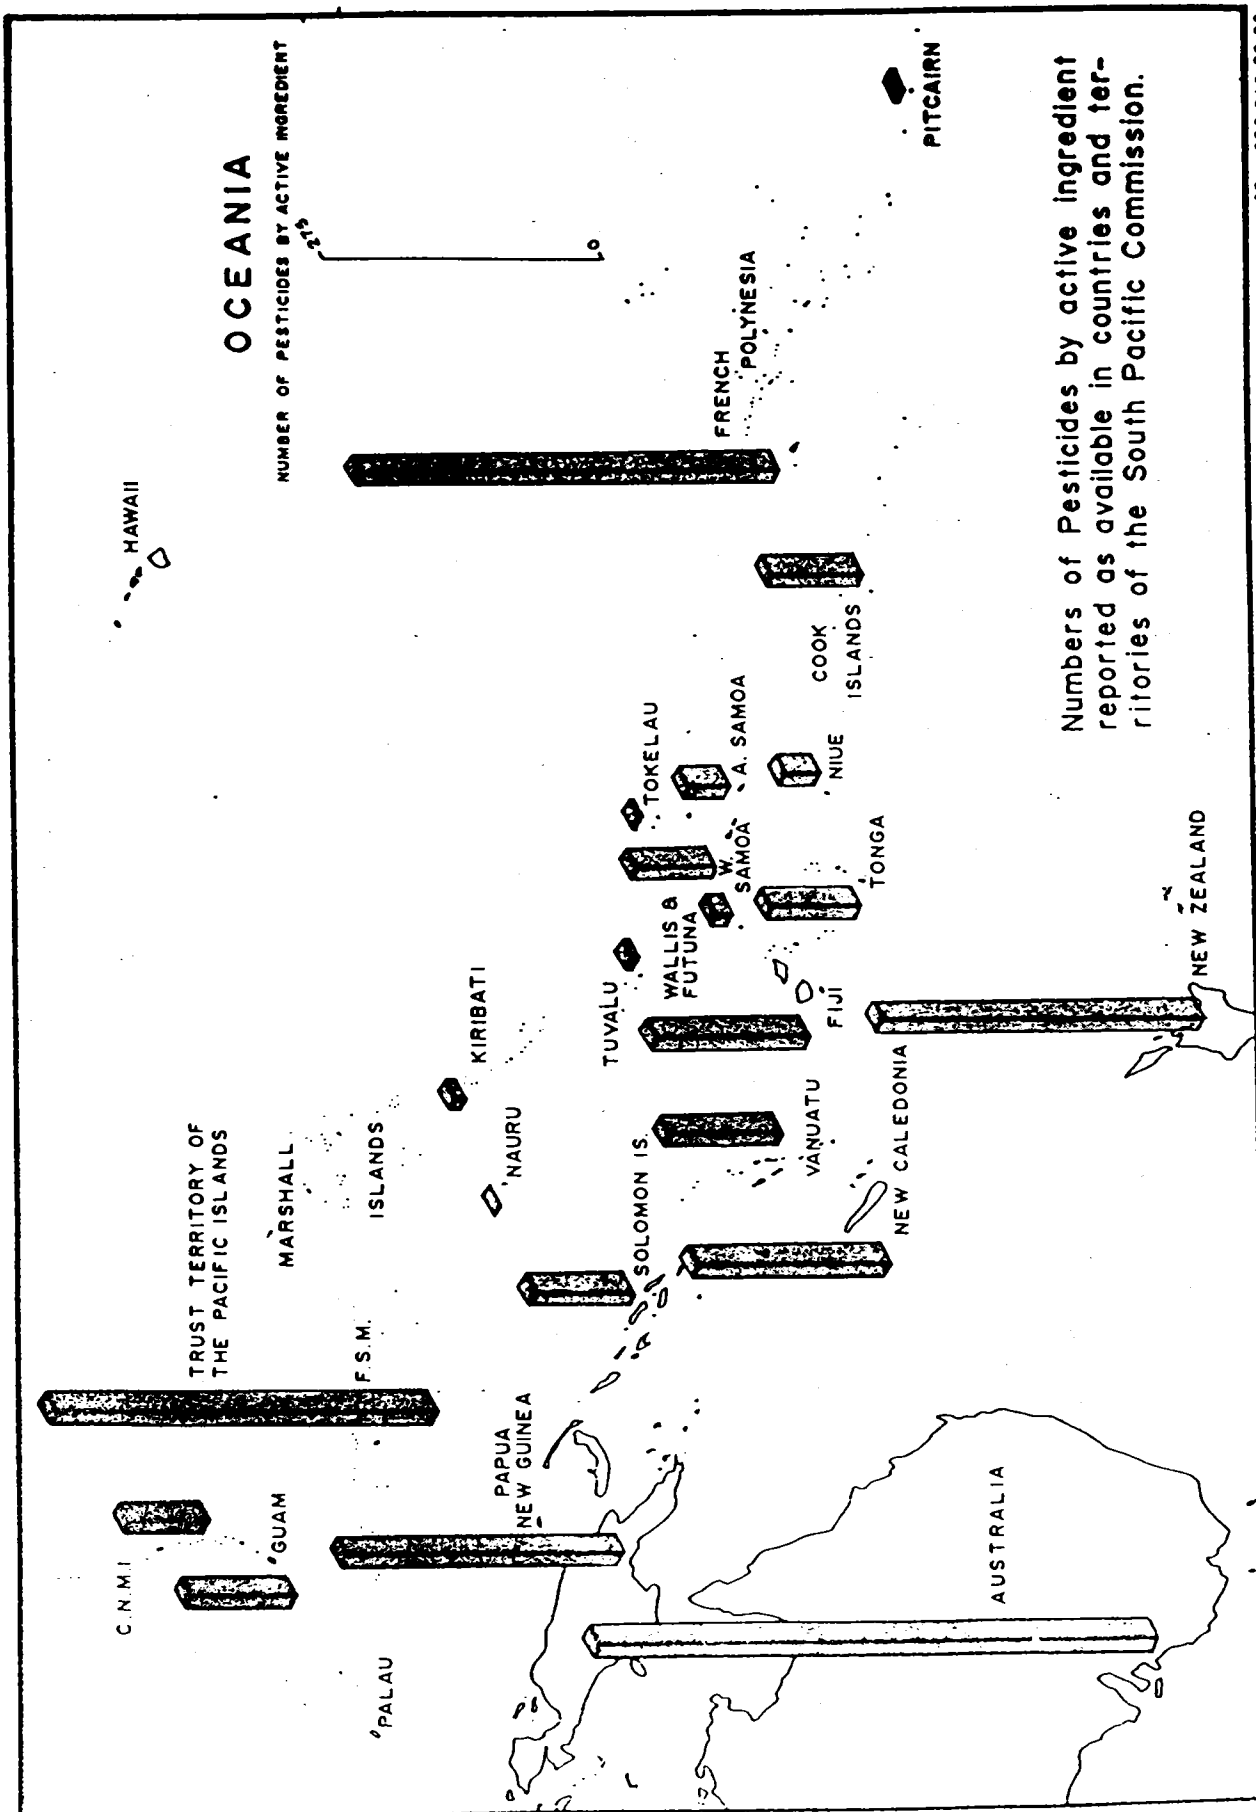 OCEANIA
NUMBER OF PESTICIDES BY ACTIVE INGREDIENT
275
0
HAWAII
TRUST TERRITORY OF
THE PACIFIC ISLANDS
C.N.M.I
GUAM
MARSHALL
ISLANDS
F.S.M.
PALAU
KIRIBATI
NAURU
PAPUA
NEW GUINEA
SOLOMON IS.
TUVALU
TOKELAU
WALLIS &
FUTUNA
W.
SAMOA
A. SAMOA
FRENCH
POLYNESIA
COOK
ISLANDS
NIUE
TONGA
FIJI
VANUATU
NEW CALEDONIA
PITCAIRN
AUSTRALIA
NEW ZEALAND
Numbers of Pesticides by active ingredient
reported as available in countries and ter-
ritories of the South Pacific Commission.